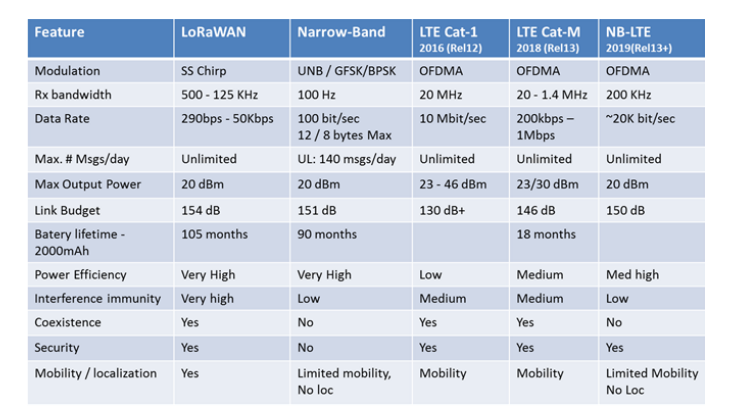 Feature LoRaWAN Narrow-Band LTE Cat-1 LTE Cat-M NB-LTE
2016 (Rel12) 2018 (Rel13) 2019(Rel13+)
Modulation SS Chirp UNB / GFSK/BPSK OFDMA OFDMA OFDMA
Rx bandwidth 500 - 125 KHz 100 Hz 20 MHz 20 - 1.4 MHz 200 KHz
Data Rate 290bps - 50Kbps 100 bit/sec 10 Mbit/sec 200kbps – ~20K bit/sec
12 / 8 bytes Max 1Mbps
Max. # Msgs/day Unlimited UL: 140 msgs/day Unlimited Unlimited Unlimited
Max Output Power 20 dBm 20 dBm 23 - 46 dBm 23/30 dBm 20 dBm
Link Budget 154 dB 151 dB 130 dB+ 146 dB 150 dB
Batery lifetime - 105 months 90 months 18 months
2000mAh
Power Efficiency Very High Very High Low Medium Med high
Interference immunity Very high Low Medium Medium Low
Coexistence Yes No Yes Yes No
Security Yes No Yes Yes Yes
Mobility / localization Yes Limited mobility, Mobility Mobility Limited Mobility
No loc No Loc